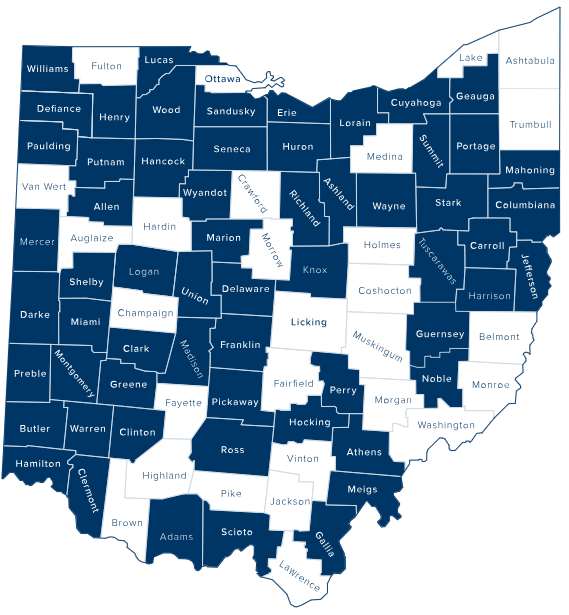 Williams
Fulton
Lucas
Ottawa
Lake
Ashtabula
Defiance
Henry
Wood
Sandusky
Erie
Lorain
Cuyahoga
Geauga
Trumbull
Paulding
Putnam
Hancock
Seneca
Huron
Medina
Summit
Portage
Mahoning
Van Wert
Allen
Wyandot
Crawford
Richland
Ashland
Wayne
Stark
Columbiana
Mercer
Auglaize
Hardin
Marion
Morrow
Knox
Holmes
Tuscarawas
Carroll
Jefferson
Shelby
Logan
Union
Delaware
Coshocton
Harrison
Darke
Miami
Champaign
Licking
Muskingum
Guernsey
Belmont
Clark
Madison
Franklin
Preble
Montgomery
Greene
Fayette
Pickaway
Fairfield
Perry
Morgan
Noble
Monroe
Washington
Butler
Warren
Clinton
Hocking
Ross
Athens
Hamilton
Clermont
Highland
Vinton
Pike
Jackson
Meigs
Brown
Adams
Scioto
Gallia
Lawrence